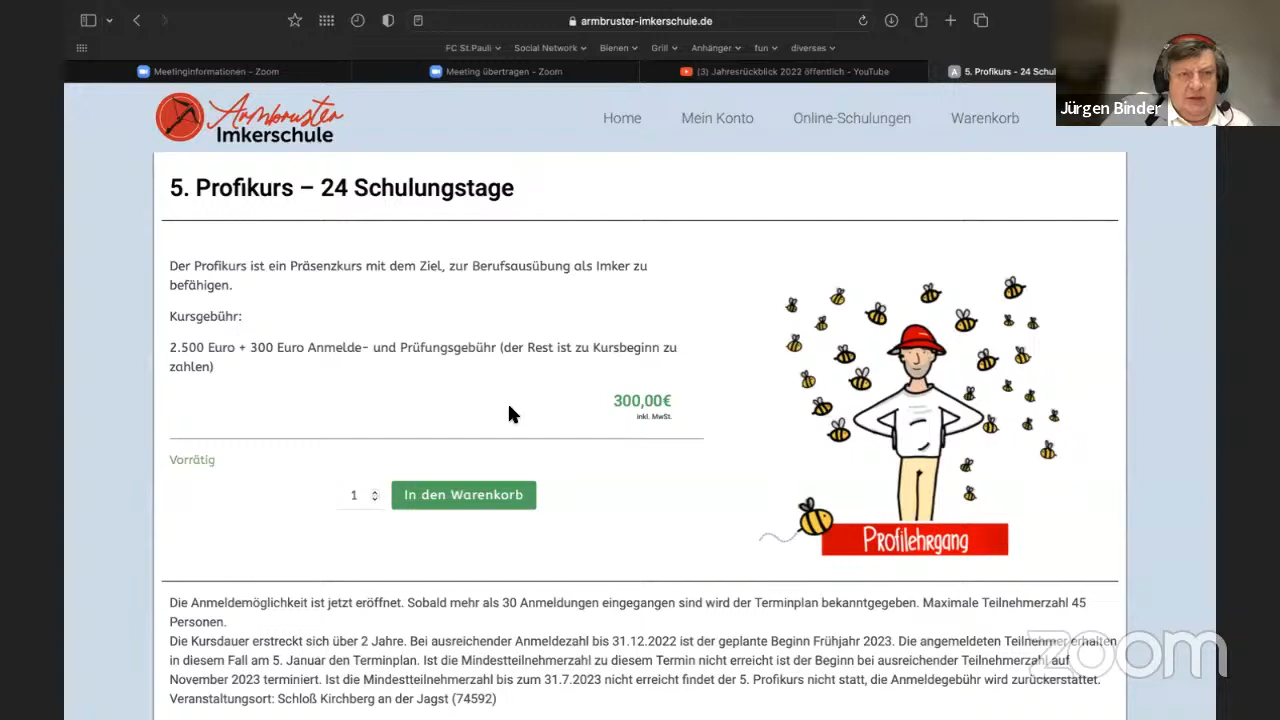 armbruster-imkerschule.de
FC St.Pauli Social Network Bienen Grill Anhänger fun diverses
Meetinginformationen - Zoom Meeting übertragen - Zoom (3) Jahresrückblick 2022 öffentlich - YouTube A 5. Profikurs – 24 Schul
Jürgen Binder
Armbruster
Imkerschule
Home Mein Konto Online-Schulungen Warenkorb
5. Profikurs – 24 Schulungstage
Der Profikurs ist ein Präsenzkurs mit dem Ziel, zur Berufsausübung als Imker zu
befähigen.
Kursgebühr:
2.500 Euro + 300 Euro Anmelde- und Prüfungsgebühr (der Rest ist zu Kursbeginn zu
zahlen)
300,00€
inkl. MwSt.
Vorrätig
1 In den Warenkorb
Profilehrgang
Die Anmeldemöglichkeit ist jetzt eröffnet. Sobald mehr als 30 Anmeldungen eingegangen sind wird der Terminplan bekanntgegeben. Maximale Teilnehmerzahl 45
Personen.
Die Kursdauer erstreckt sich über 2 Jahre. Bei ausreichender Anmeldezahl bis 31.12.2022 ist der geplante Beginn Frühjahr 2023. Die angemeldeten Teilnehmer erhalten
in diesem Fall am 5. Januar den Terminplan. Ist die Mindestteilnehmerzahl zu diesem Termin nicht erreicht ist der Beginn bei ausreichender Teilnehmerzahl auf
November 2023 terminiert. Ist die Mindestteilnehmerzahl bis zum 31.7.2023 nicht erreicht findet der 5. Profikurs nicht statt, die Anmeldegebühr wird zurückerstattet.
Veranstaltungsort: Schloß Kirchberg an der Jagst (74592)
zoom